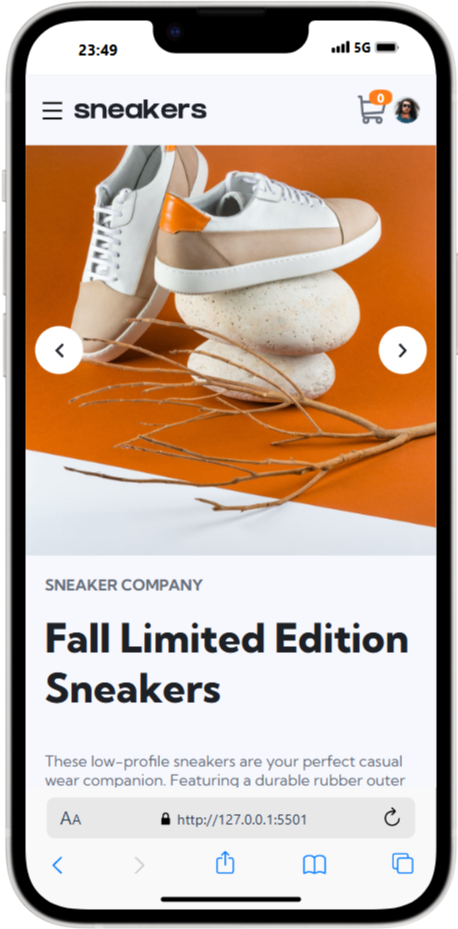 23:49
5G
sneakers
0
SNEAKER COMPANY
Fall Limited Edition
Sneakers
These low-profile sneakers are your perfect casual
wear companion. Featuring a durable rubber outer
AA
http://127.0.0.1:5501